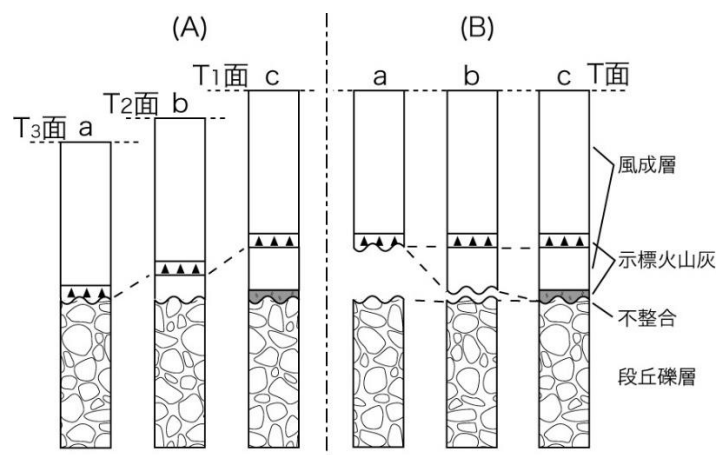 (A)
(B)
T1面 c
T2面 b
T3面 a
a
b
c T面
風成層
示標火山灰
不整合
段丘礫層